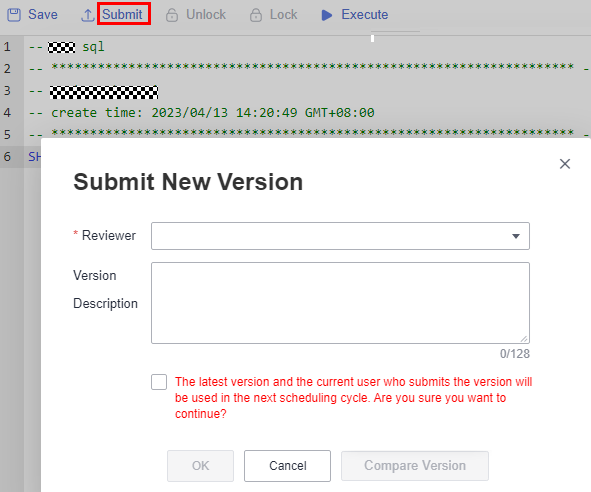 Save Submit Unlock Lock Execute
1 -- sql
2 -- ******************************************************************** -
3 --
4 -- create time: 2023/04/13 14:20:49 GMT+08:00
5 -- ******************************************************************** -
6 SH
Submit New Version
* Reviewer
Version
Description
0/128
The latest version and the current user who submits the version will
be used in the next scheduling cycle. Are you sure you want to
continue?
OK Cancel Compare Version